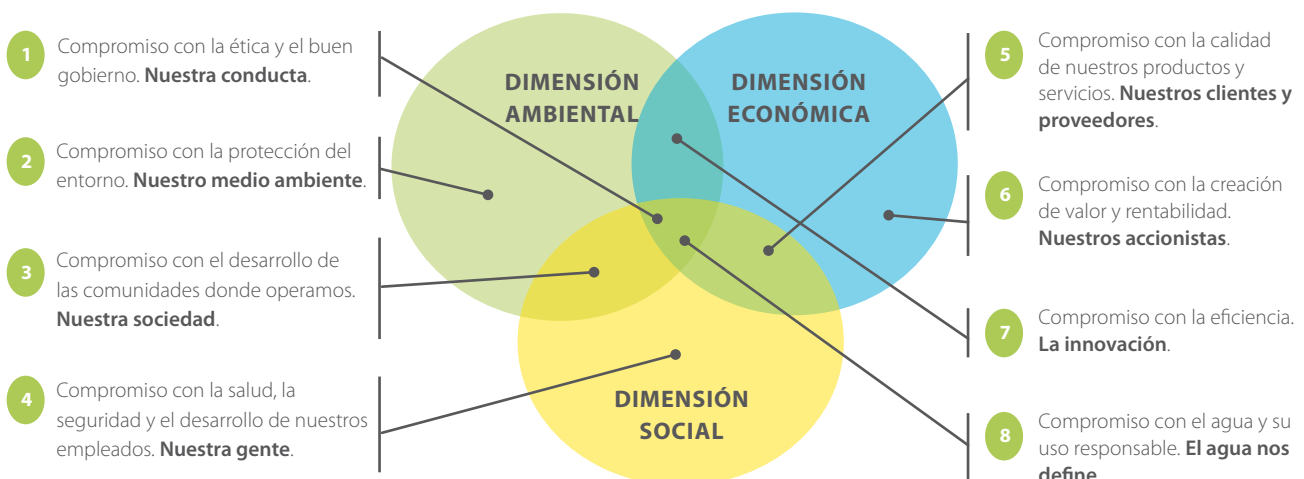 1
Compromiso con la ética y el buen
gobierno. Nuestra conducta.
2
Compromiso con la protección del
entorno. Nuestro medio ambiente.
3
Compromiso con el desarrollo de
las comunidades donde operamos.
Nuestra sociedad.
4
Compromiso con la salud, la
seguridad y el desarrollo de nuestros
empleados. Nuestra gente.
DIMENSIÓN
AMBIENTAL
DIMENSIÓN
ECONÓMICA
DIMENSIÓN
SOCIAL
5
Compromiso con la calidad
de nuestros productos y
servicios. Nuestros clientes y
proveedores.
6
Compromiso con la creación
de valor y rentabilidad.
Nuestros accionistas.
7
Compromiso con la eficiencia.
La innovación.
8
Compromiso con el agua y su
uso responsable. El agua nos
define.